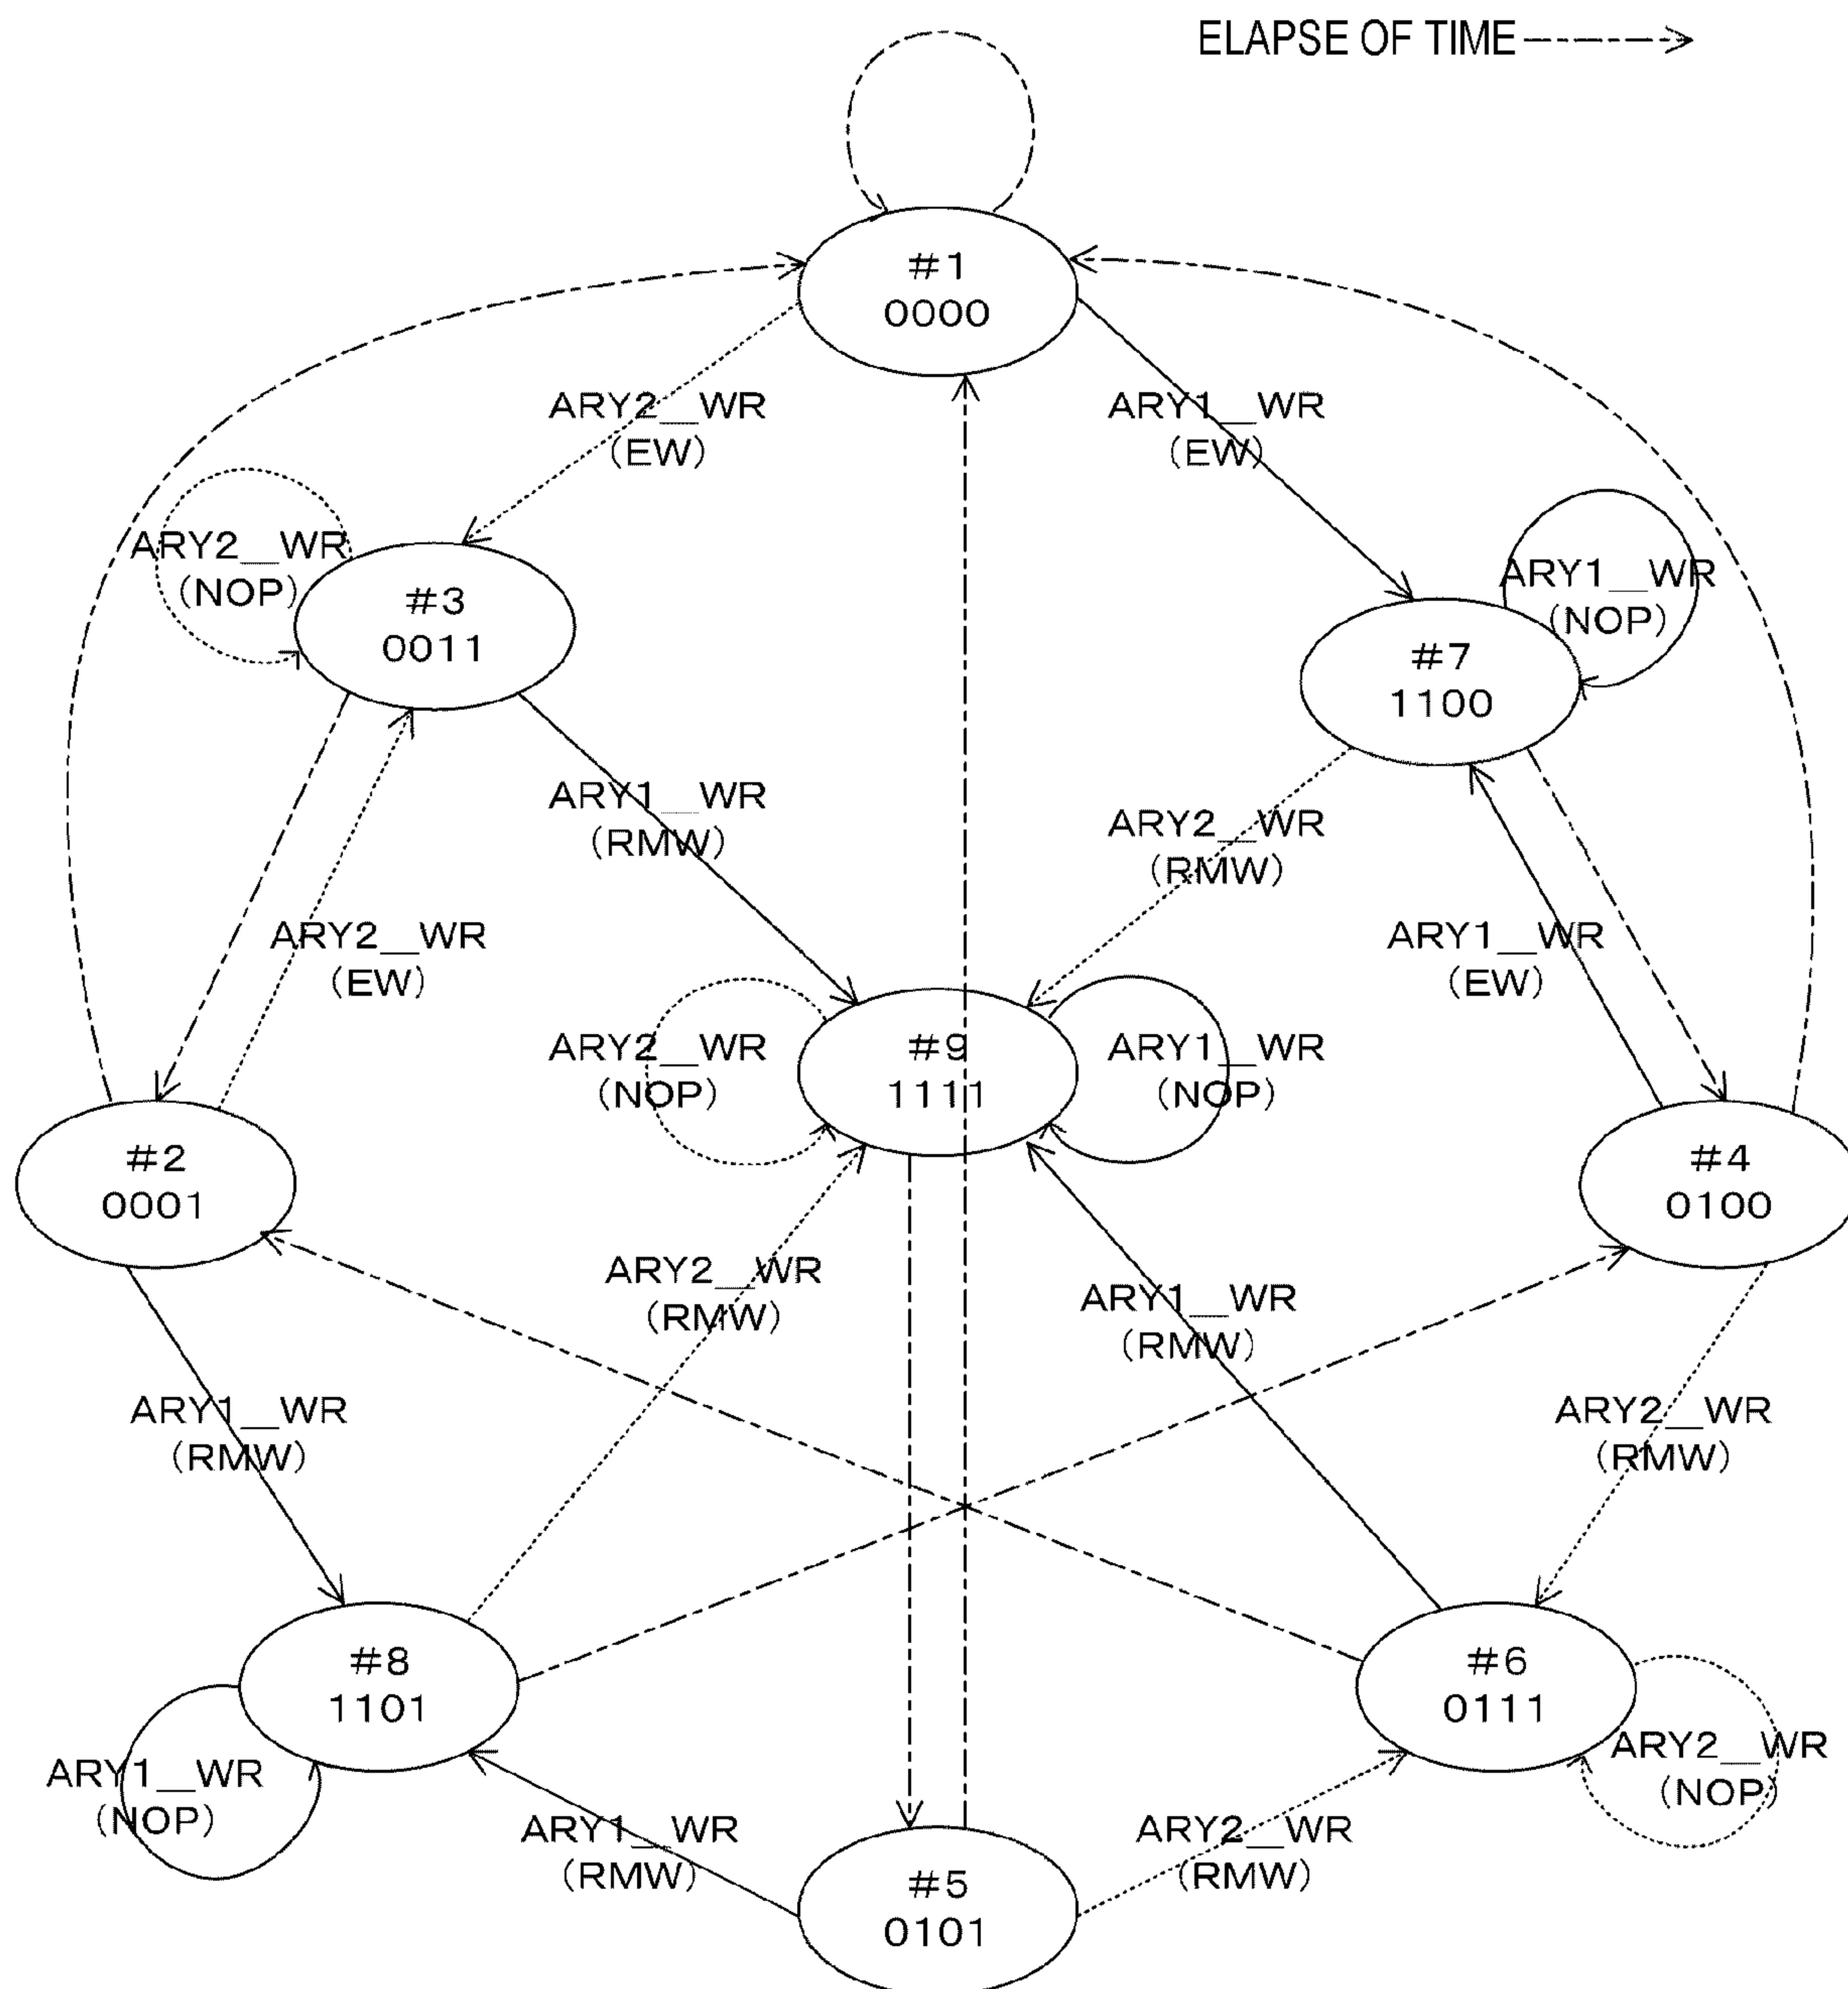 ELAPSE OF TIME
#1
0000
ARY2__WR
(EW)
ARY1__WR
(EW)
ARY2__WR
(NOP)
#3
0011
ARY1__WR
(NOP)
#7
1100
ARY1__WR
(RMW)
ARY2__WR
(RMW)
ARY2__WR
(EW)
ARY1__WR
(EW)
ARY2__WR
(NOP)
#9
1111
ARY1__WR
(NOP)
#2
0001
#4
0100
ARY2__WR
(RMW)
ARY1__WR
(RMW)
ARY1__WR
(RMW)
ARY2__WR
(RMW)
#8
1101
#6
0111
ARY1__WR
(NOP)
ARY2__WR
(NOP)
ARY1__WR
(RMW)
ARY2__WR
(RMW)
#5
0101